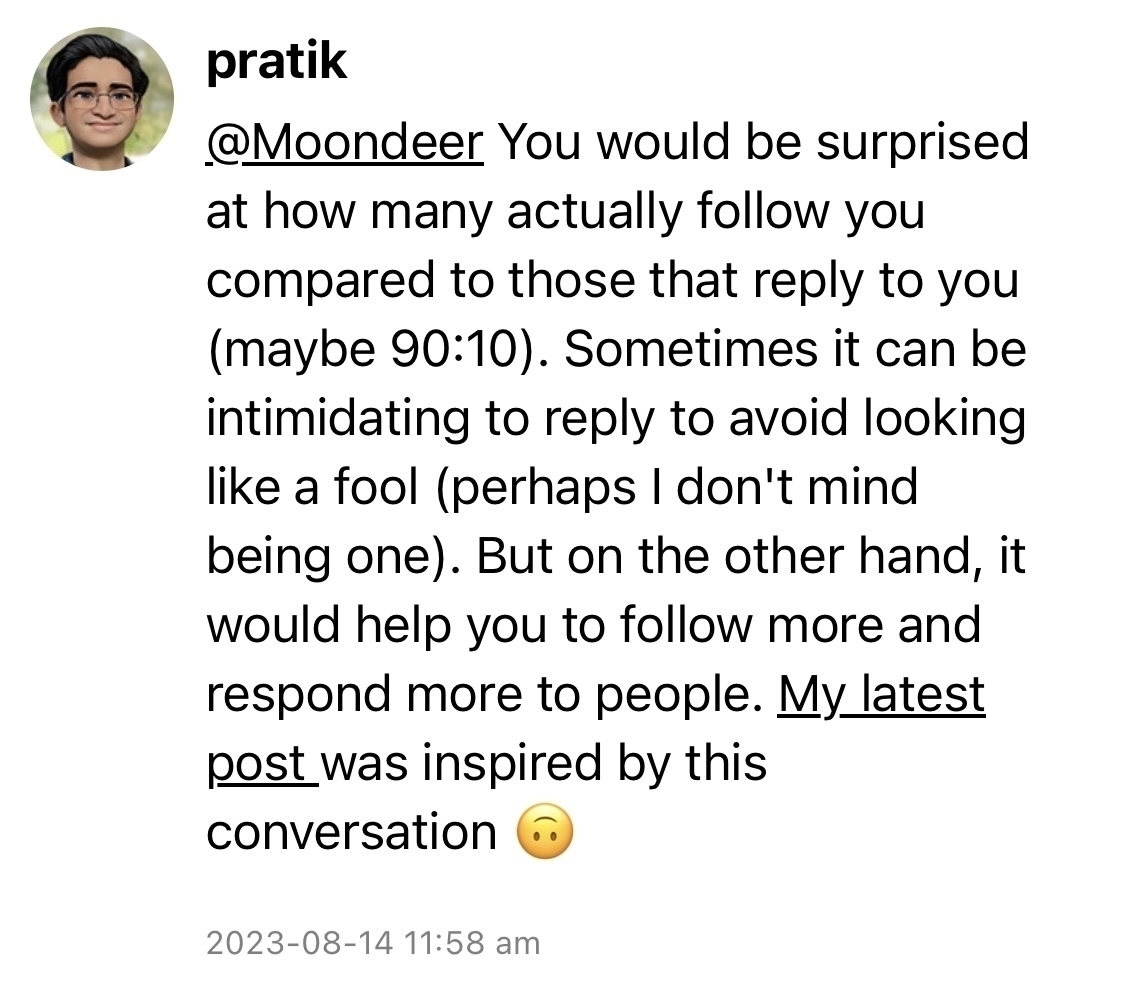 pratik
@Moondeer You would be surprised
at how many actually follow you
compared to those that reply to you
(maybe 90:10). Sometimes it can be
intimidating to reply to avoid looking
like a fool (perhaps I don't mind
being one). But on the other hand, it
would help you to follow more and
respond more to people. My latest
post was inspired by this
conversation 🙃
2023-08-14 11:58 am